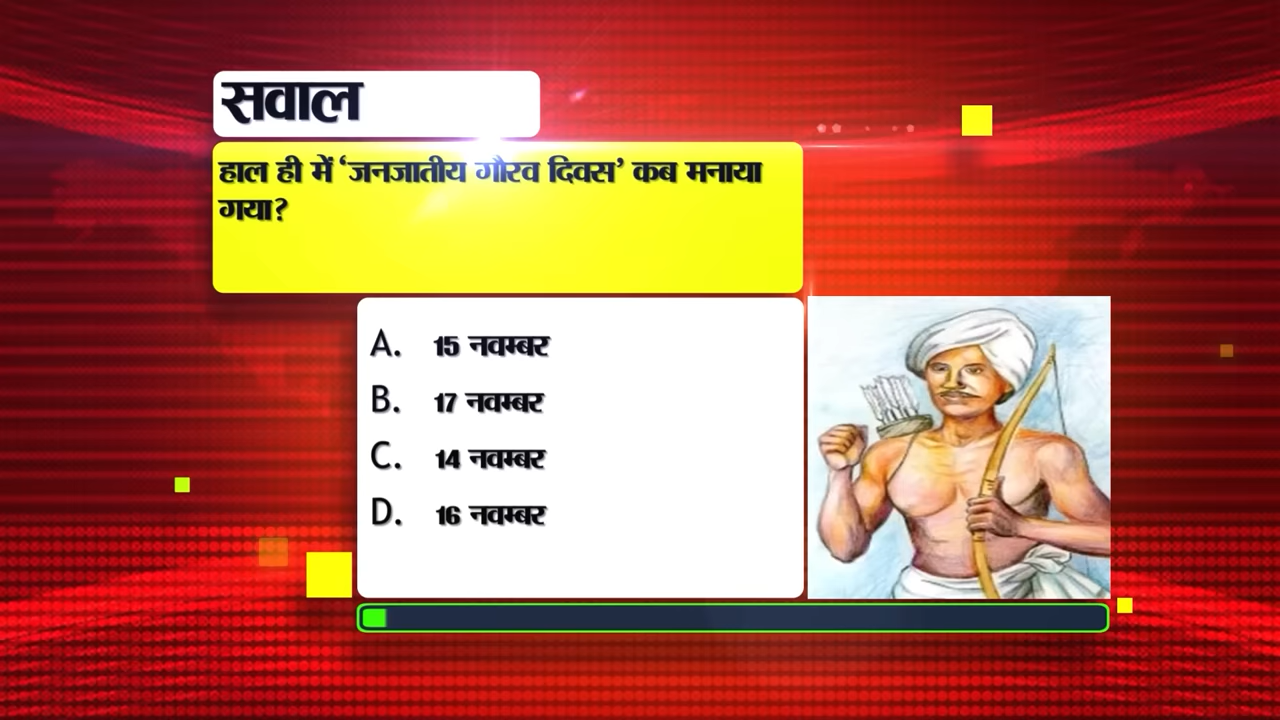 सवाल
हाल ही में ‘जनजातीय गौरव दिवस’ कब मनाया
गया?
A. 15 नवम्बर
B. 17 नवम्बर
C. 14 नवम्बर
D. 16 नवम्बर